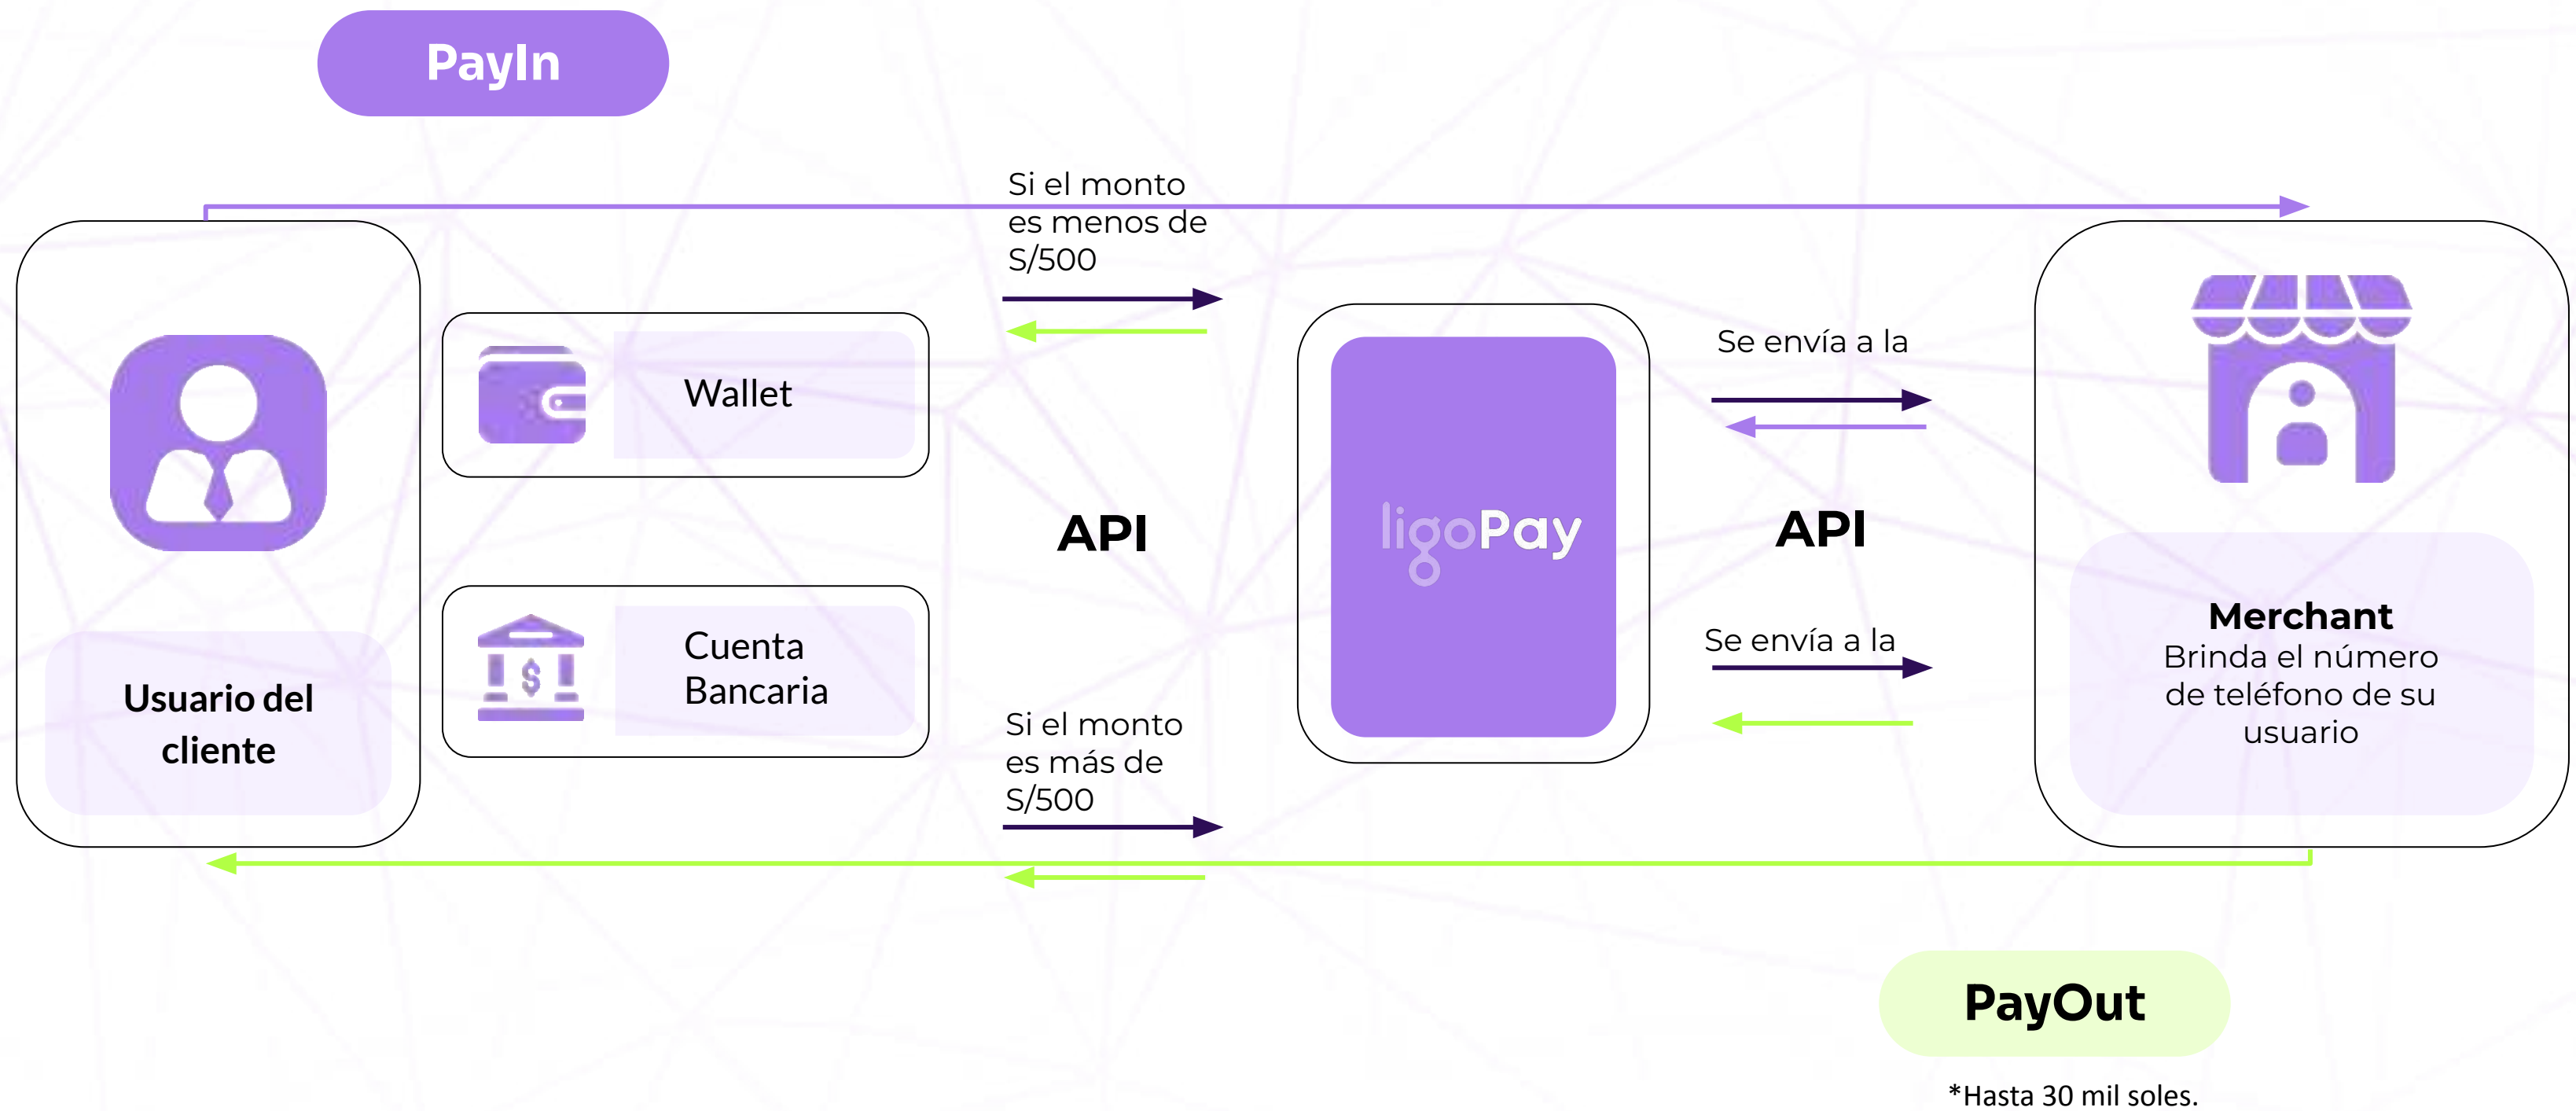 PayIn
Si el monto
es menos de
S/500
Wallet
Cuenta
Bancaria
Usuario del
cliente
API
Si el monto
es más de
S/500
ligoPay
Se envía a la
API
Se envía a la
Merchant
Brinda el número
de teléfono de su
usuario
PayOut
*Hasta 30 mil soles.